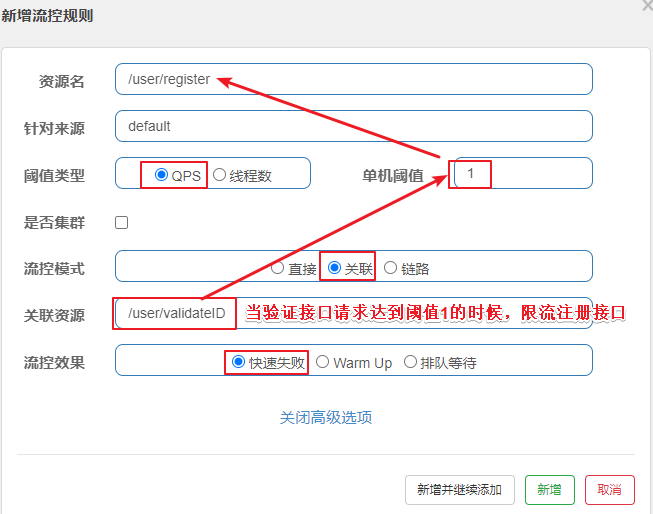 新增流控规则
资源名 /user/register
针对来源 default
阈值类型 QPS 线程数 单机阈值 1
是否集群
流控模式 直接 关联 链路
关联资源 /user/validateID 当验证接口请求达到阈值1的时候，限流注册接口
流控效果 快速失败 Warm Up 排队等待
关闭高级选项
新增并继续添加 新增 取消